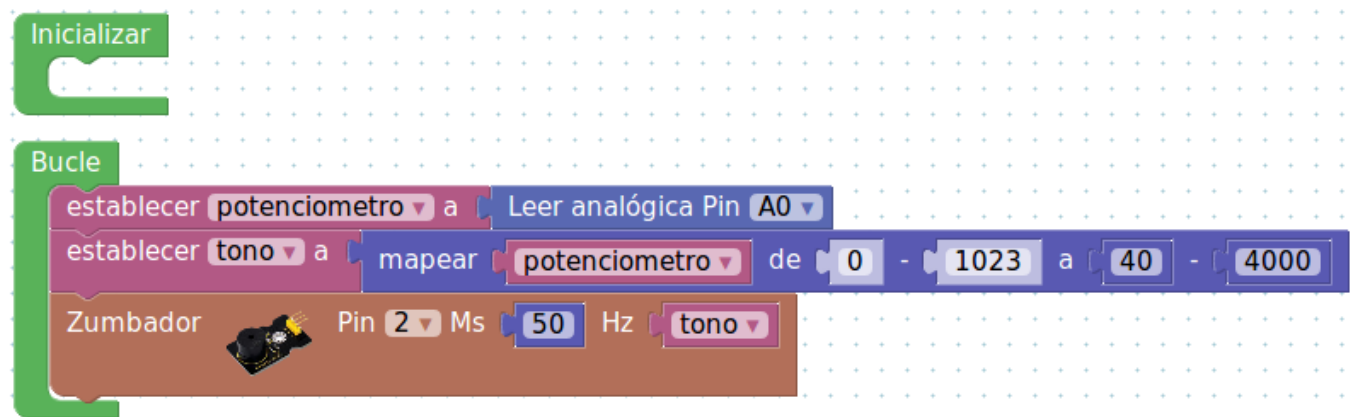 Inicializar
Bucle
establecer potenciometro a Leer analógica Pin A0
establecer tono a mapear potenciometro de 0 - 1023 a 40 - 4000
Zumbador Pin 2 Ms 50 Hz tono